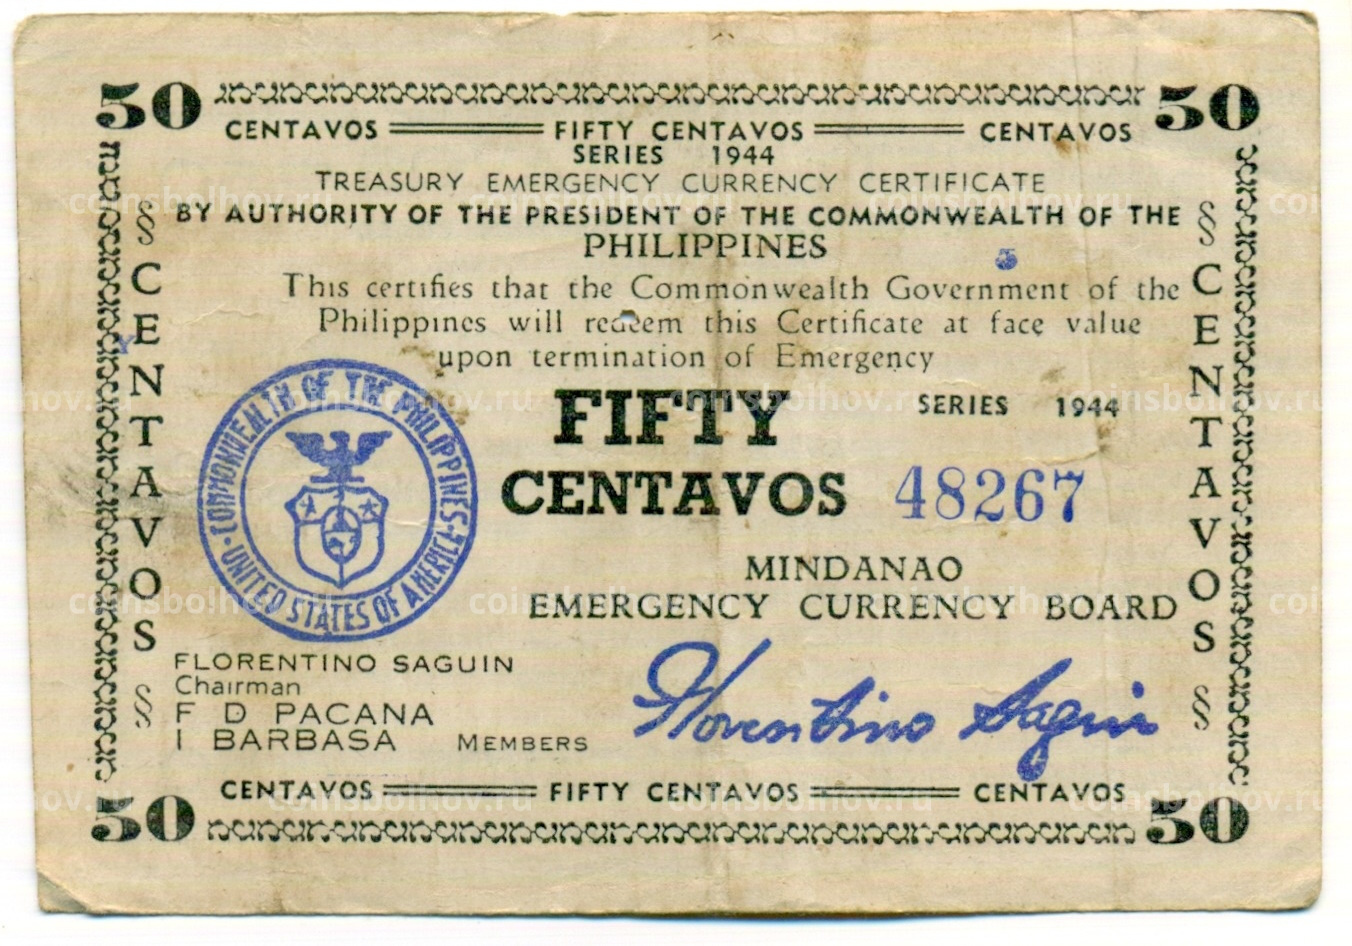 50 50
CENTAVOS FIFTY CENTAVOS CENTAVOS
SERIES 1944
TREASURY EMERGENCY CURRENCY CERTIFICATE
BY AUTHORITY OF THE PRESIDENT OF THE COMMONWEALTH OF THE
PHILIPPINES
This certifies that the Commonwealth Government of the
Philippines will redeem this Certificate at face value
upon termination of Emergency
§ CENTAVOS §
§ CENTAVOS §
FIFTY
CENTAVOS
SERIES 1944
48267
COMMONWEALTH OF THE PHILIPPINES
UNITED STATES OF AMERICA
MINDANAO
EMERGENCY CURRENCY BOARD
FLORENTINO SAGUIN
Chairman
F D PACANA
I BARBASA MEMBERS
Florentino Saguin
CENTAVOS FIFTY CENTAVOS CENTAVOS
50 50
coinsbolhov.ru